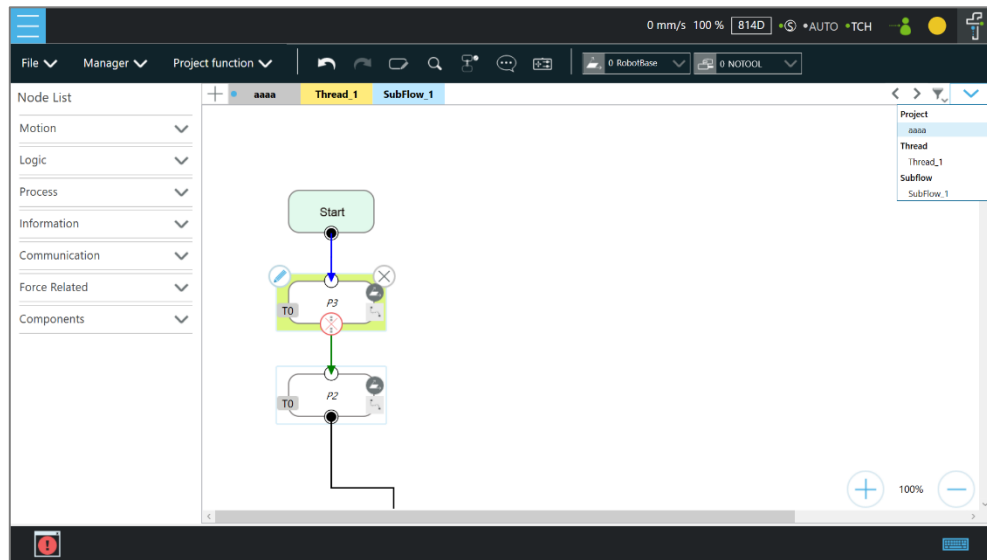 0 mm/s 100 % 814D S AUTO TCH
File Manager Project function 0 RobotBase 0 NOTOOL
Node List
aaaa Thread_1 SubFlow_1
Project
aaaa
Thread
Thread_1
Subflow
SubFlow_1
Motion
Logic
Process
Information
Communication
Force Related
Components
Start
P3
T0
P2
T0
100%